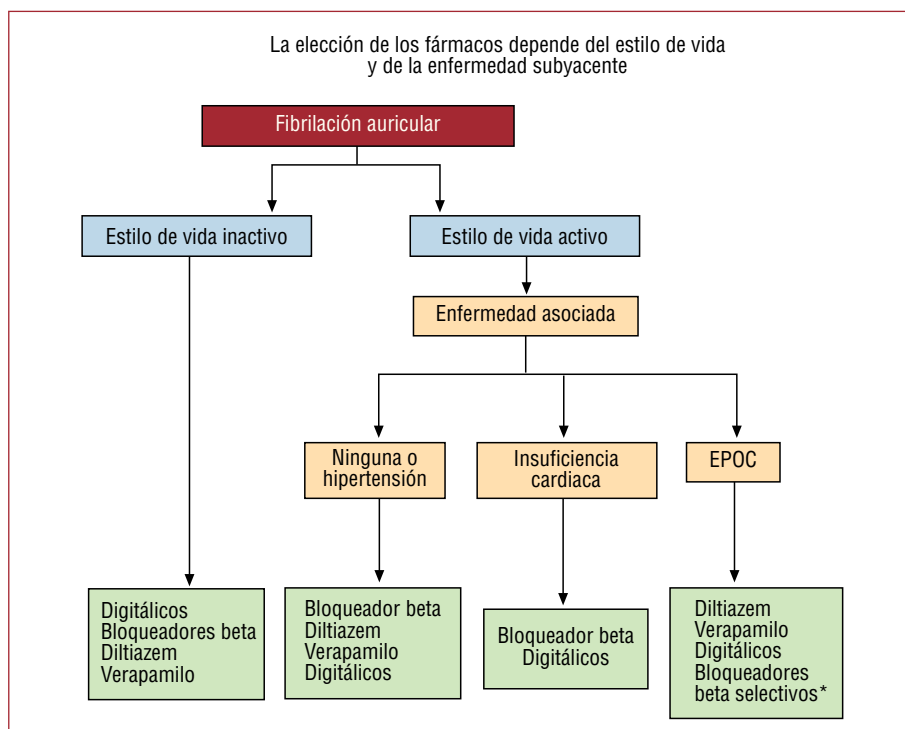 La elección de los fármacos depende del estilo de vida
y de la enfermedad subyacente
Fibrilación auricular
Estilo de vida inactivo
Estilo de vida activo
Enfermedad asociada
Ninguna o
hipertensión
Insuficiencia
cardiaca
EPOC
Digitálicos
Bloqueadores beta
Diltiazem
Verapamilo
Bloqueador beta
Diltiazem
Verapamilo
Digitálicos
Bloqueador beta
Digitálicos
Diltiazem
Verapamilo
Digitálicos
Bloqueadores
beta selectivos*